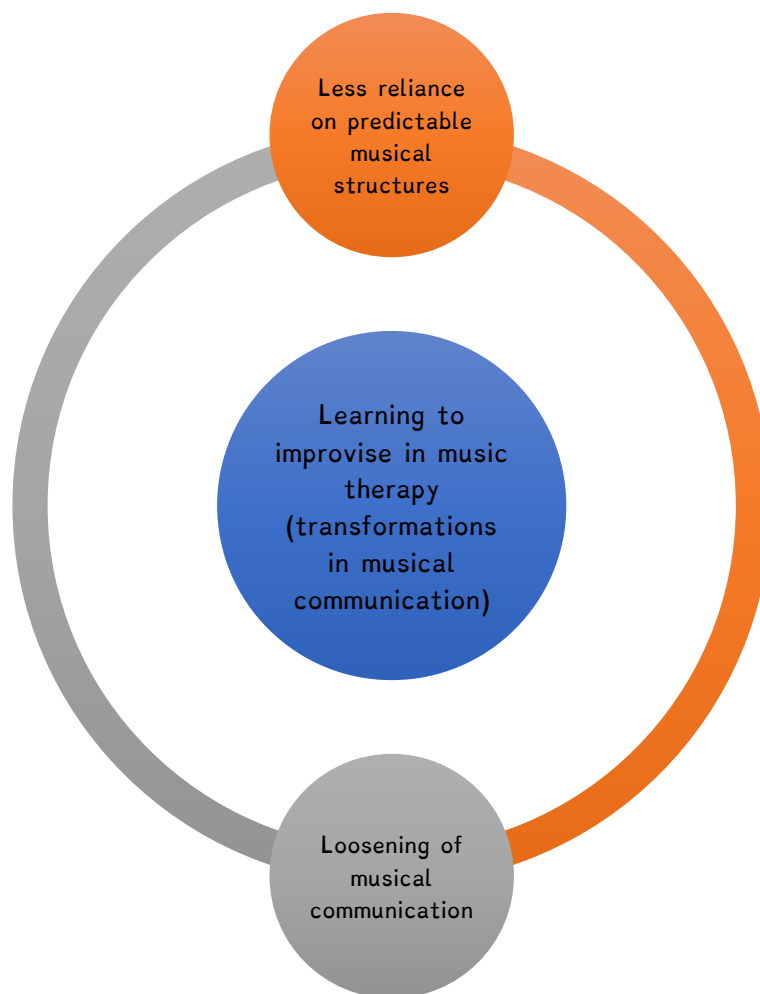 Less reliance
on predictable
musical
structures
Learning to
improvise in music
therapy
(transformations
in musical
communication)
Loosening of
musical
communication